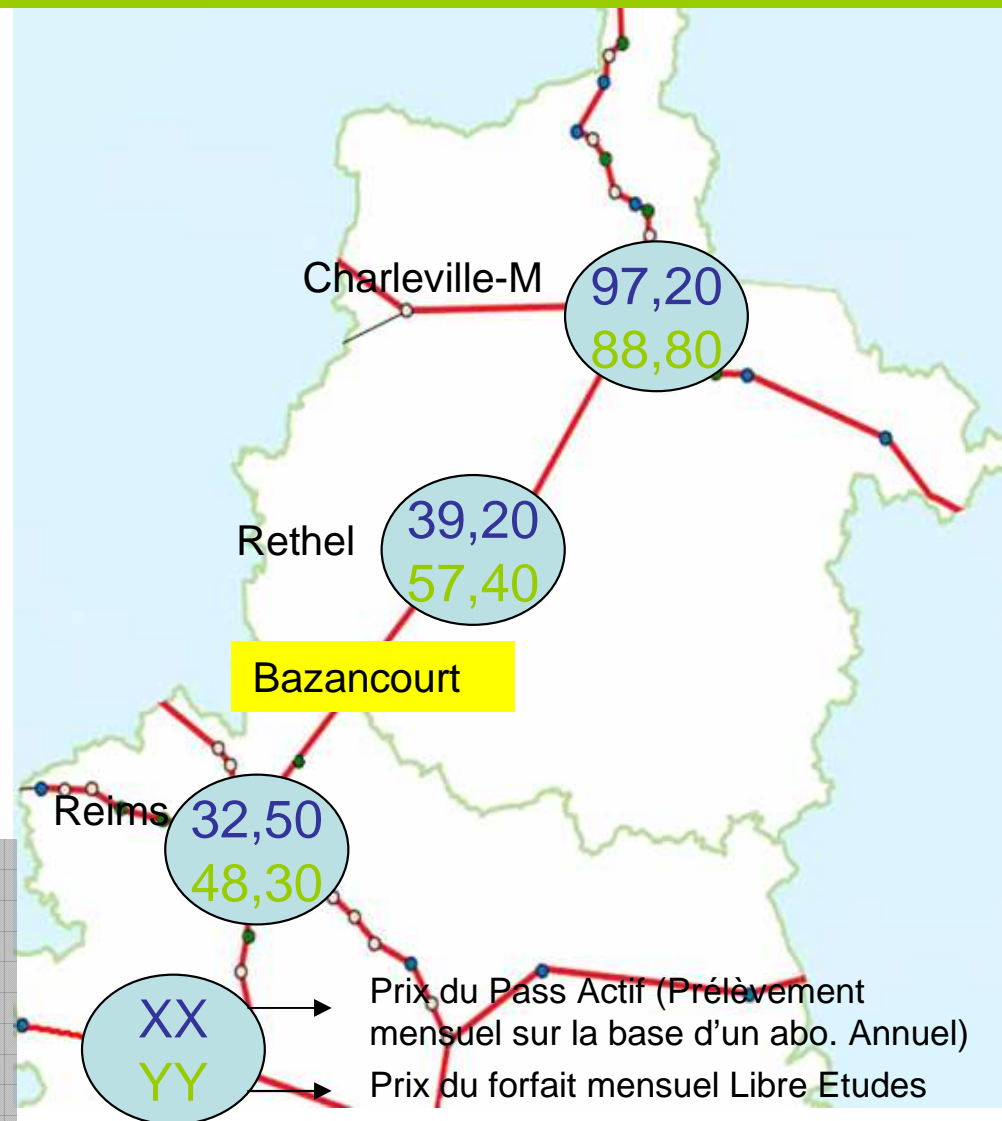 Charleville-M
97,20
88,80
Rethel
39,20
57,40
Bazancourt
Reims
32,50
48,30
XX
YY
Prix du Pass Actif (Prélèvement
mensuel sur la base d’un abo. Annuel)
Prix du forfait mensuel Libre Etudes